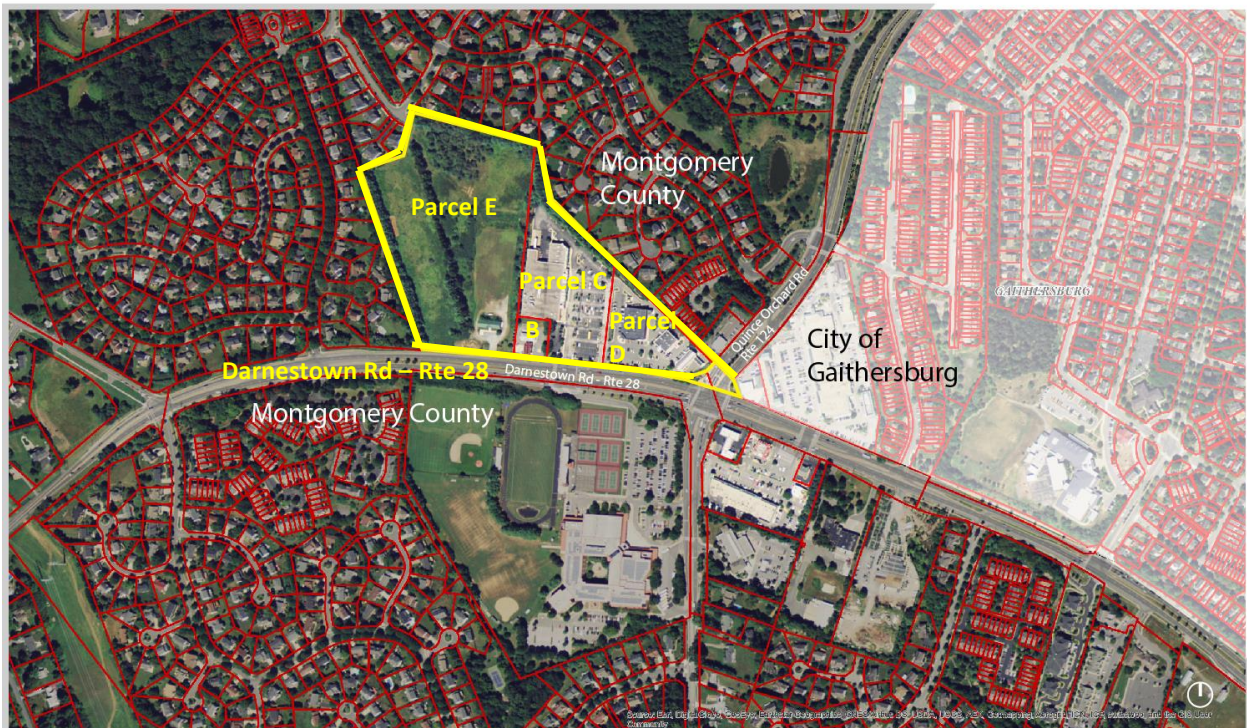 Montgomery
County
Parcel E
Parcel C
B
Parcel
D
Quince Orchard Rd
Rte 124
GAITHERSBURG
City of
Gaithersburg
Darnestown Rd – Rte 28
Darnestown Rd - Rte 28
Montgomery County
Community